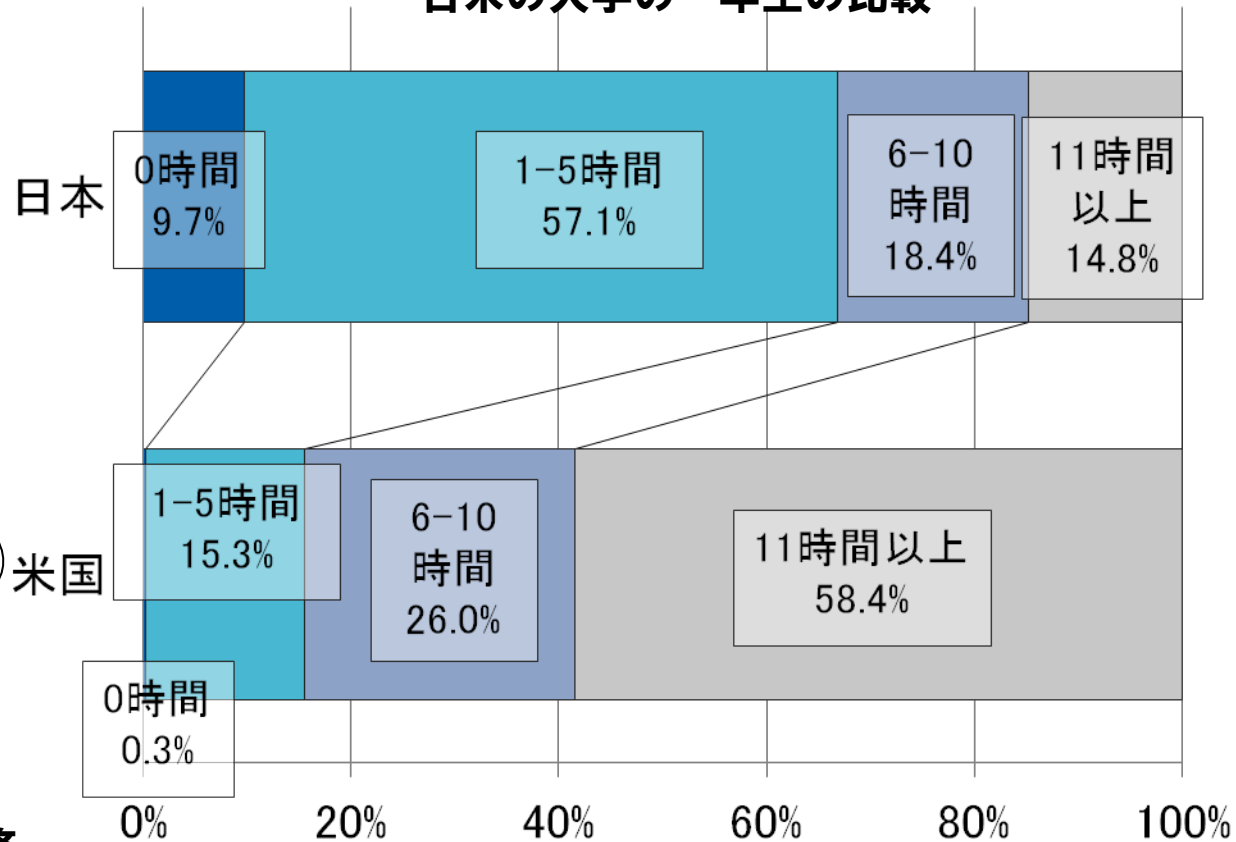 日本
0時間
9.7%
1-5時間
57.1%
6-10
時間
18.4%
11時間
以上
14.8%
米国
1-5時間
15.3%
6-10
時間
26.0%
11時間以上
58.4%
0時間
0.3%
0% 20% 40% 60% 80% 100%